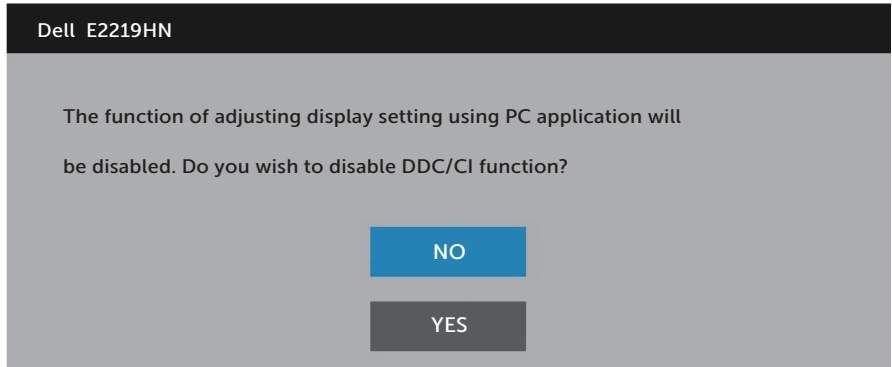 Dell E2219HN
The function of adjusting display setting using PC application will
be disabled. Do you wish to disable DDC/CI function?
NO
YES